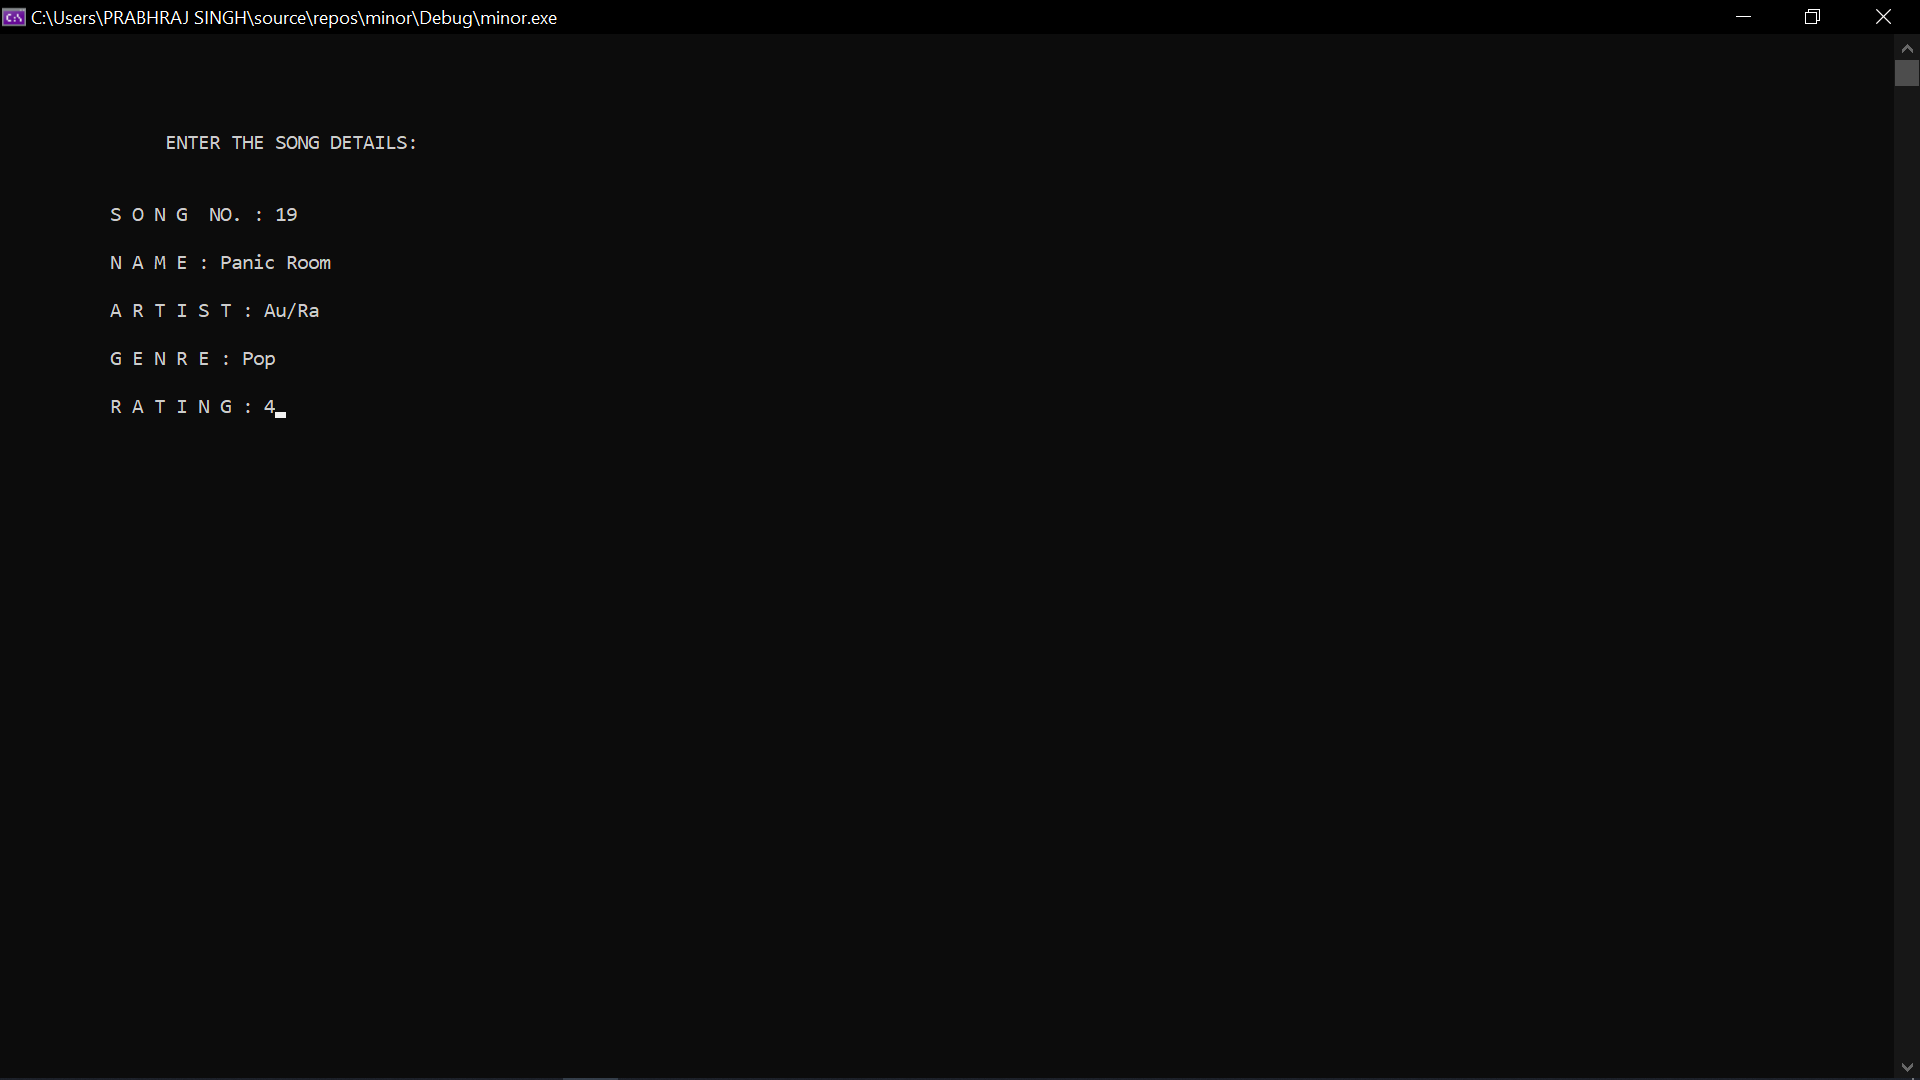 C:\Users\PRABHRAJ SINGH\source\repos\minor\Debug\minor.exe
ENTER THE SONG DETAILS:
S O N G  NO. : 19
N A M E : Panic Room
A R T I S T : Au/Ra
G E N R E : Pop
R A T I N G : 4